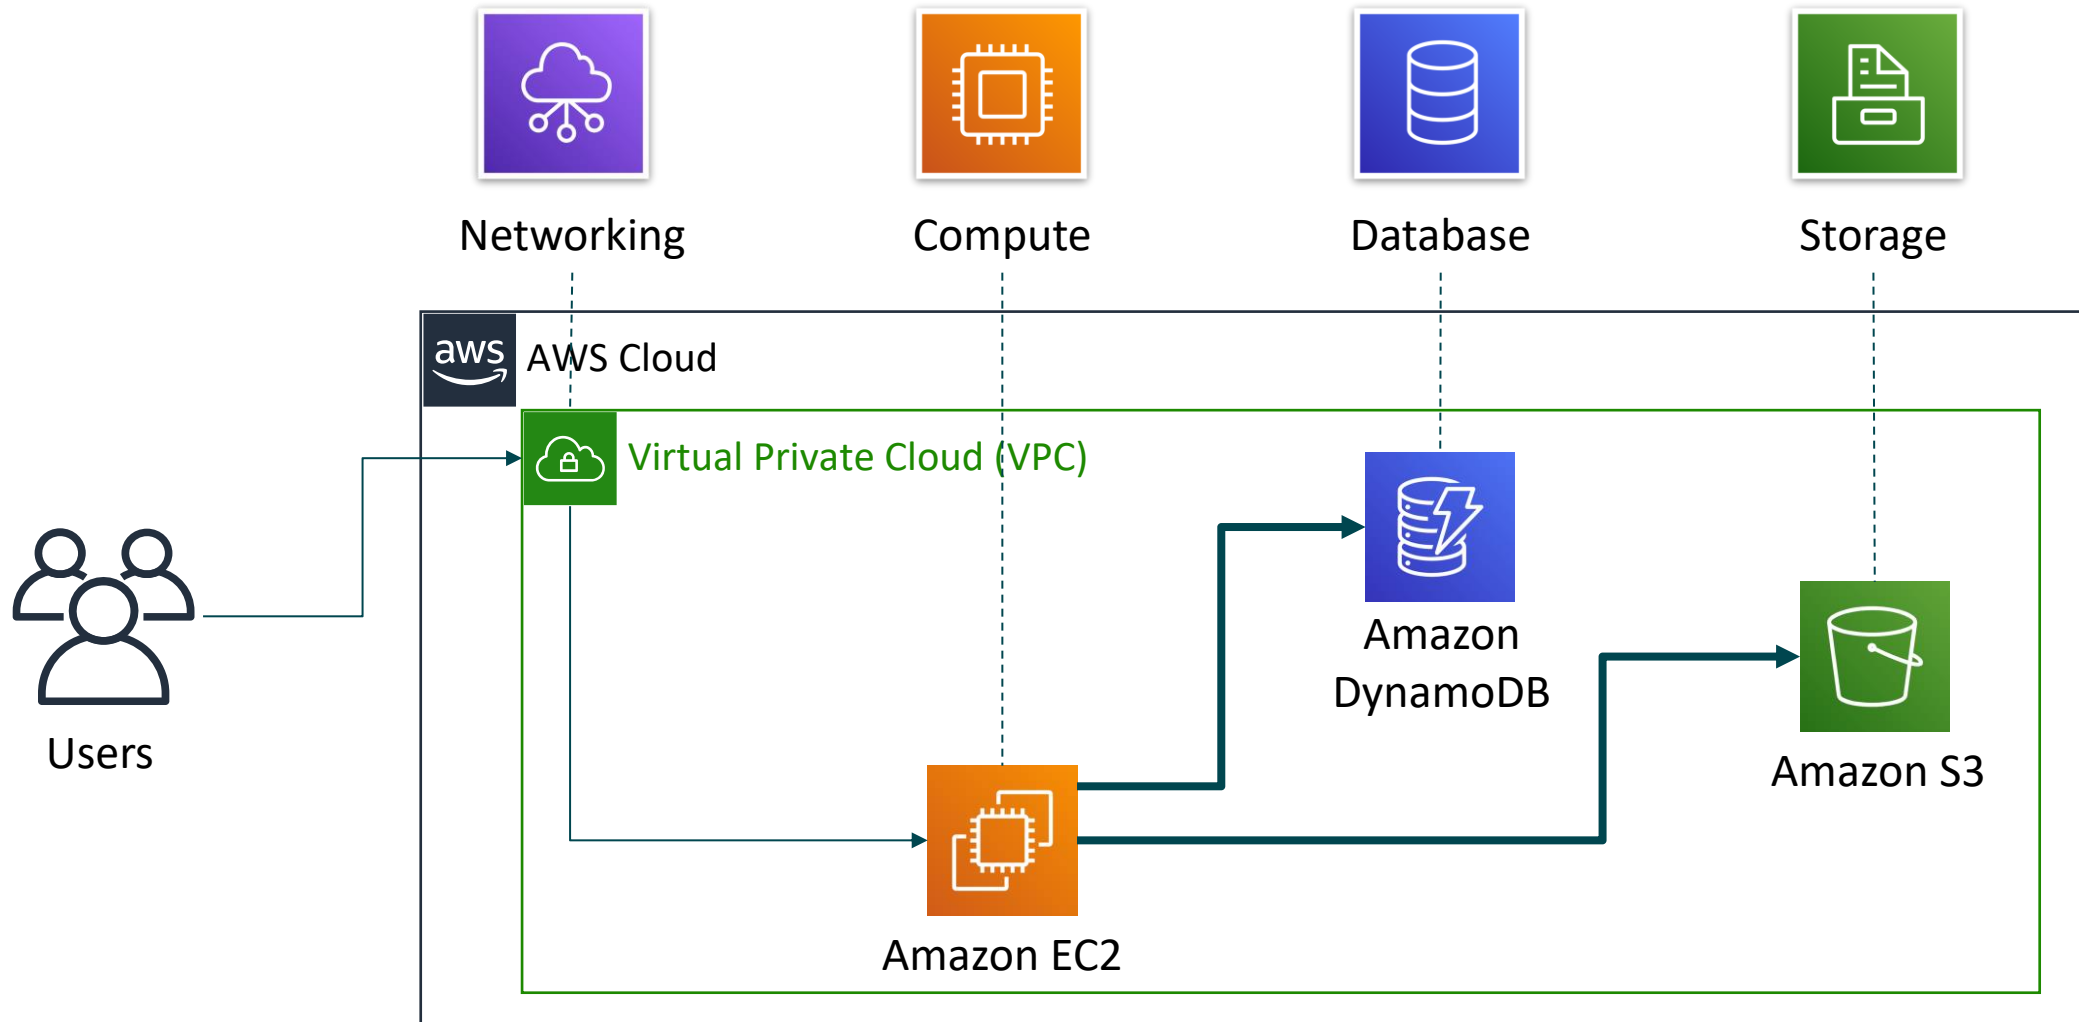 Networking
Compute
Database
Storage
aws
AWS Cloud
Virtual Private Cloud (VPC)
Users
Amazon
DynamoDB
Amazon S3
Amazon EC2